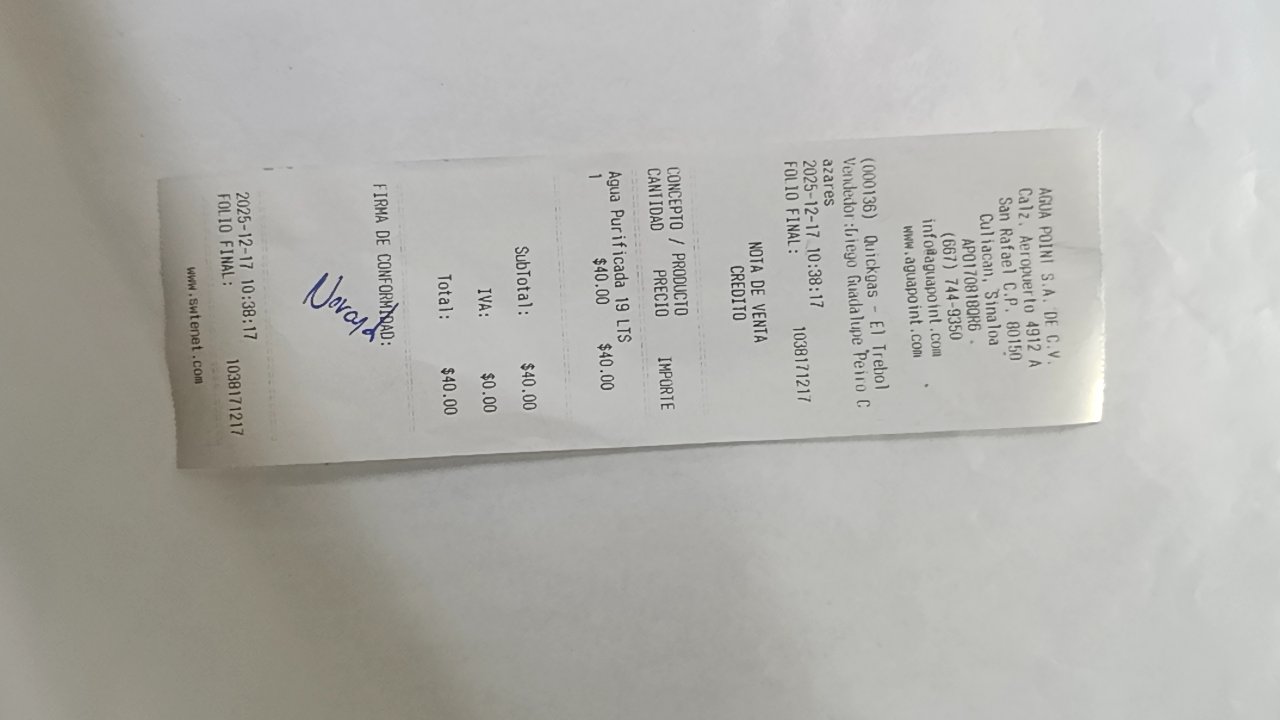 AGUA POINT S.A. DE C.V.
Calz. Aeropuerto 4912 A
San Rafael C.P. 80150
Culiacan, Sinaloa
APO170818QR6
(667) 744-9350
info@aguapoint.com
www.aguapoint.com
(000136) Quickgas - El Trebol
Vendedor:Diego Guadalupe Peiro C
azares
2025-12-17 10:38:17
FOLIO FINAL: 1038171217
NOTA DE VENTA
CREDITO
CONCEPTO / PRODUCTO
CANTIDAD PRECIO IMPORTE
Agua Purificada 19 LTS
1 $40.00 $40.00
SubTotal: $40.00
IVA: $0.00
Total: $40.00
FIRMA DE CONFORMIDAD:
2025-12-17 10:38:17
FOLIO FINAL: 1038171217
www.swtenet.com